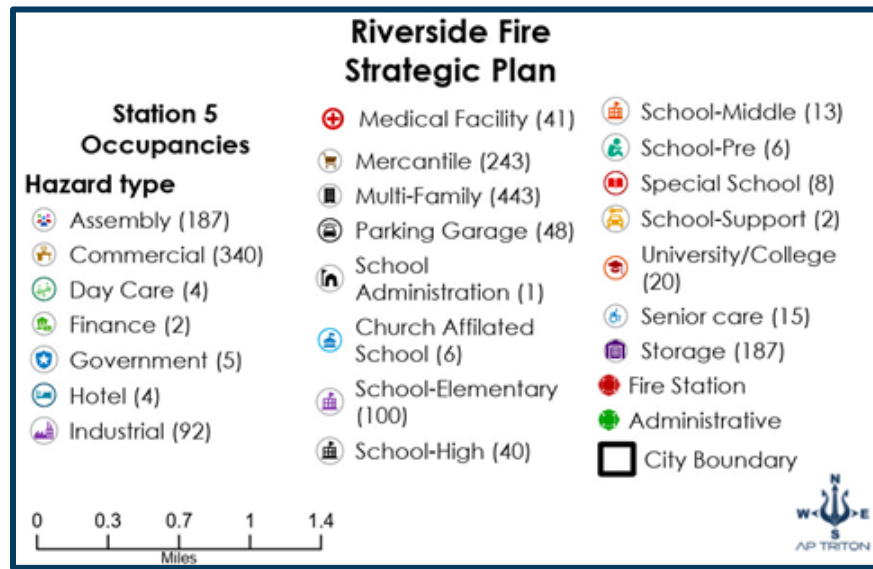 Riverside Fire
Strategic Plan
Station 5
Occupancies
Hazard type
Assembly (187)
Commercial (340)
Day Care (4)
Finance (2)
Government (5)
Hotel (4)
Industrial (92)
Medical Facility (41)
Mercantile (243)
Multi-Family (443)
Parking Garage (48)
School
Administration (1)
Church Affilated
School (6)
School-Elementary
(100)
School-High (40)
School-Middle (13)
School-Pre (6)
Special School (8)
School-Support (2)
University/College
(20)
Senior care (15)
Storage (187)
Fire Station
Administrative
City Boundary
0 0.3 0.7 1 1.4
Miles
N
W E
S
AP TRITON